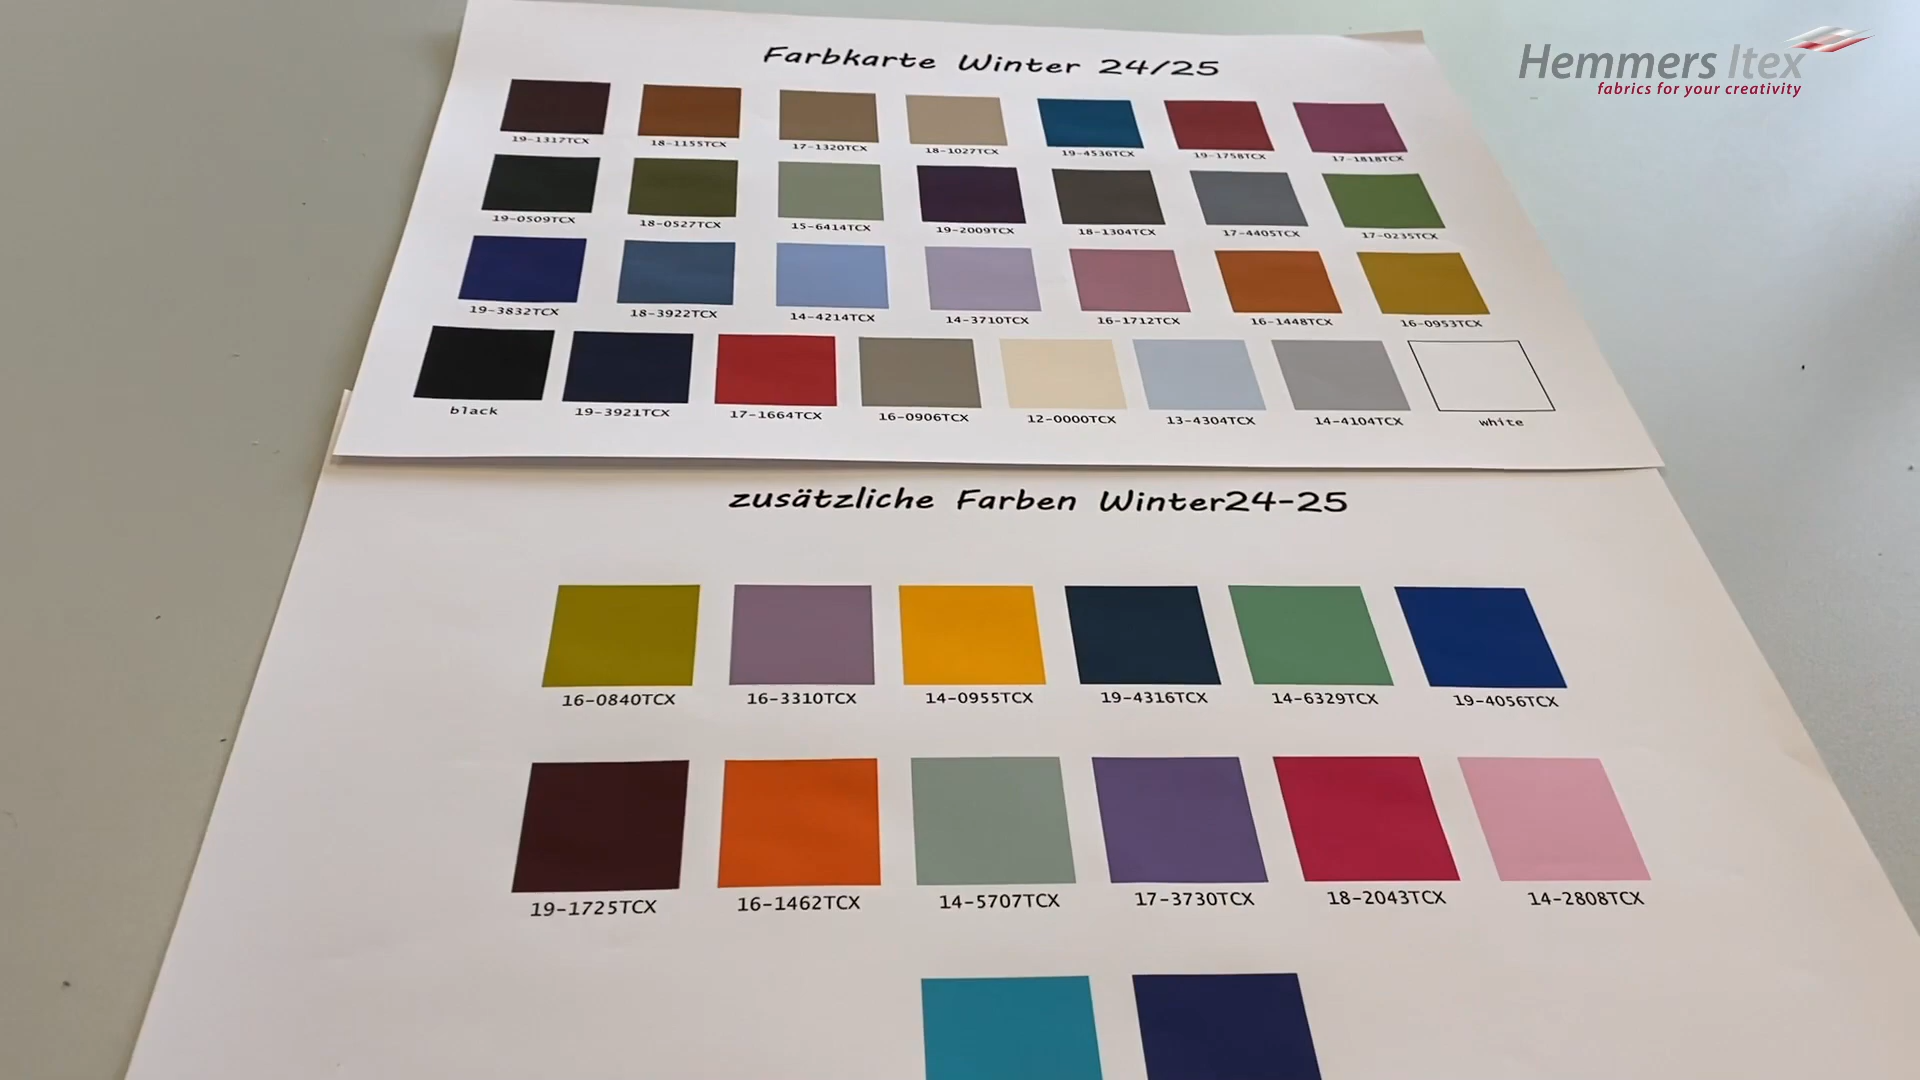 Hemmers Itex
fabrics for your creativity
Farbkarte Winter 24/25
19-1317TCX 18-1155TCX 17-1320TCX 18-1027TCX 19-4536TCX 19-1758TCX 17-1818TCX
19-0509TCX 18-0527TCX 15-6414TCX 19-2009TCX 18-1304TCX 17-4405TCX 17-0235TCX
19-3832TCX 18-3922TCX 14-4214TCX 14-3710TCX 16-1712TCX 16-1448TCX 16-0953TCX
black 19-3921TCX 17-1664TCX 16-0906TCX 12-0000TCX 13-4304TCX 14-4104TCX white
zusätzliche Farben Winter24-25
16-0840TCX 16-3310TCX 14-0955TCX 19-4316TCX 14-6329TCX 19-4056TCX
19-1725TCX 16-1462TCX 14-5707TCX 17-3730TCX 18-2043TCX 14-2808TCX